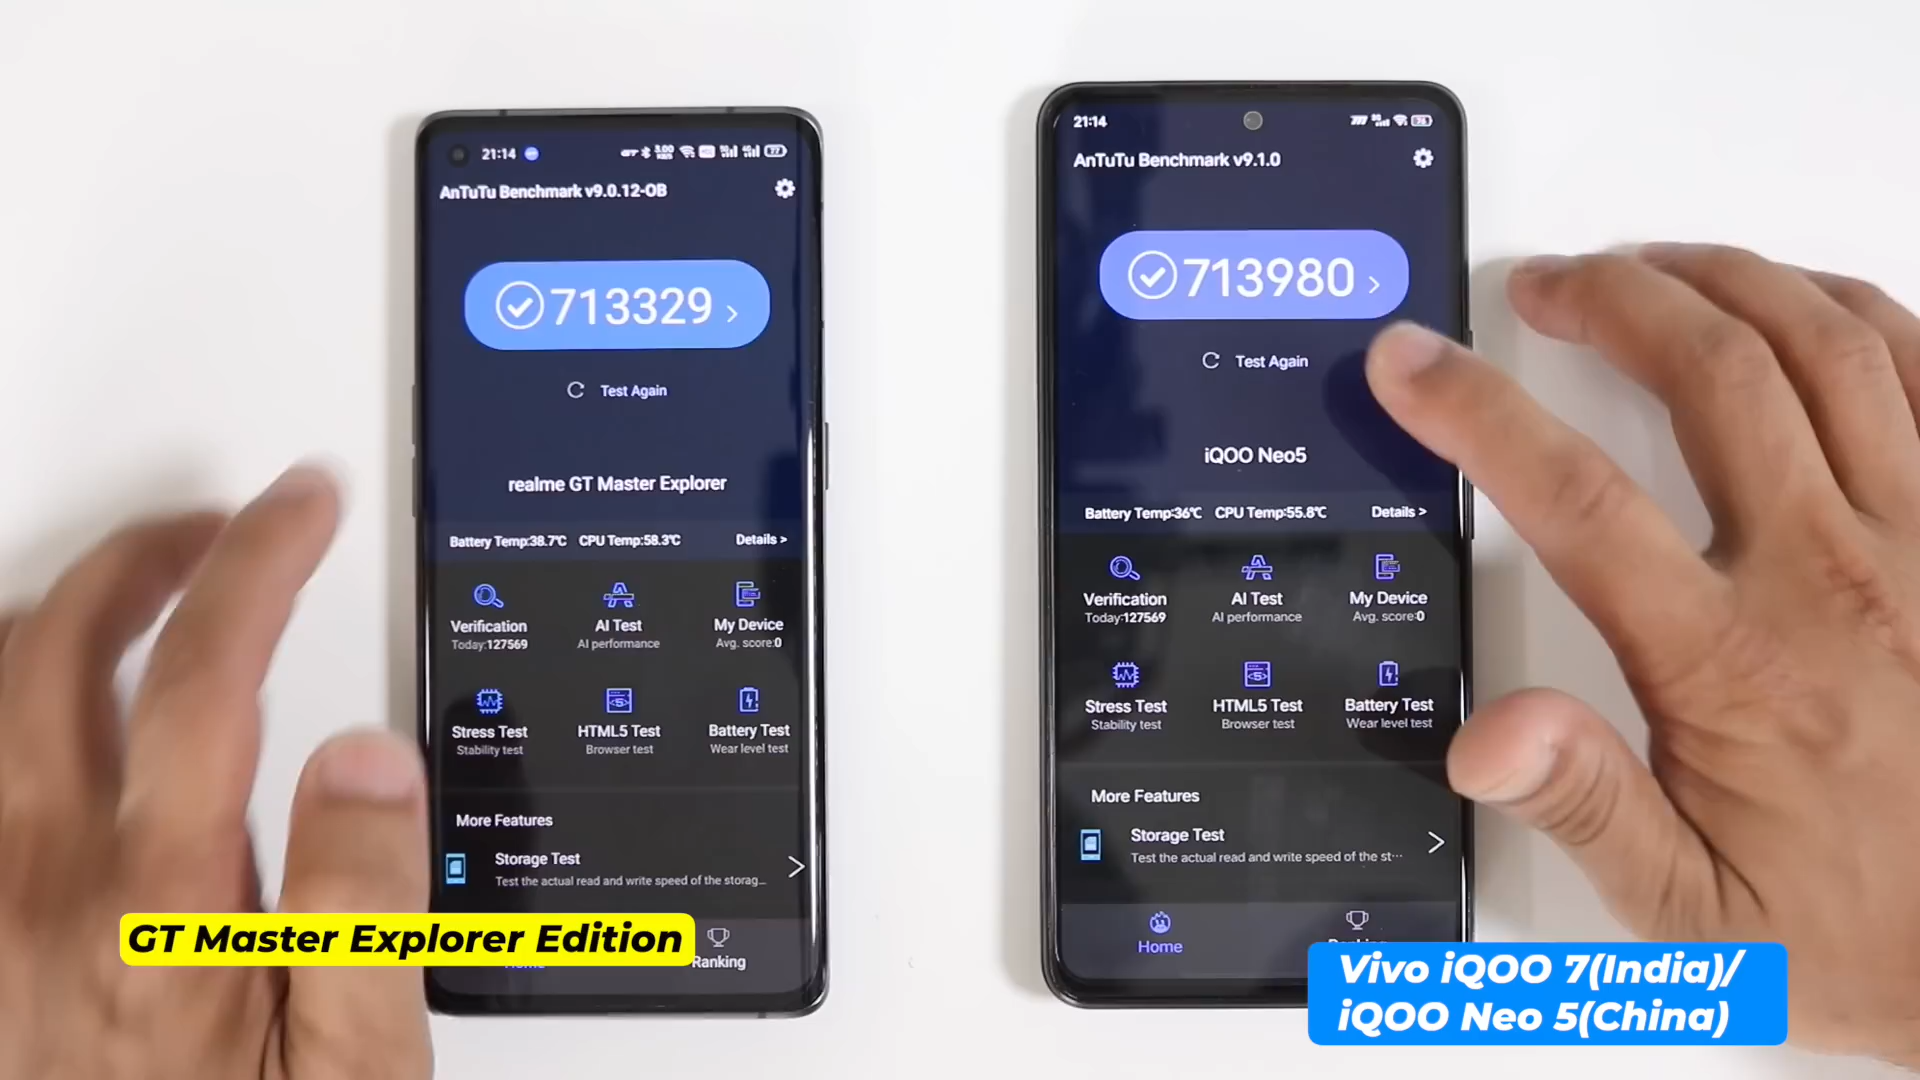 21:14
77
AnTuTu Benchmark v9.0.12-OB
713329
Test Again
realme GT Master Explorer
Battery Temp:38.7℃ CPU Temp:58.3℃ Details >
Verification AI Test My Device
Today:127569 AI performance Avg. score:0
Stress Test HTML5 Test Battery Test
Stability test Browser test Wear level test
More Features
Storage Test
Test the actual read and write speed of the storag...
Ranking
GT Master Explorer Edition
21:14
AnTuTu Benchmark v9.1.0
713980
Test Again
iQOO Neo5
Battery Temp:36℃ CPU Temp:55.8℃ Details >
Verification AI Test My Device
Today:127569 AI performance Avg. score:0
Stress Test HTML5 Test Battery Test
Stability test Browser test Wear level test
More Features
Storage Test
Test the actual read and write speed of the st...
Home
Vivo iQOO 7(India)/
iQOO Neo 5(China)